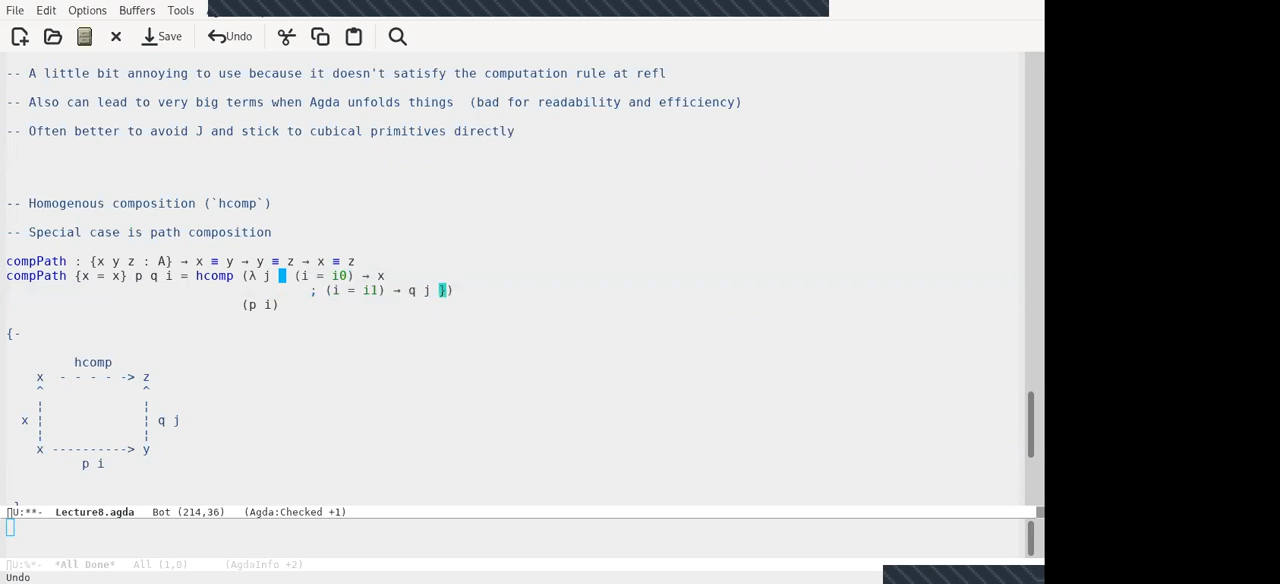 File Edit Options Buffers Tools
Save Undo
-- A little bit annoying to use because it doesn't satisfy the computation rule at refl
-- Also can lead to very big terms when Agda unfolds things  (bad for readability and efficiency)
-- Often better to avoid J and stick to cubical primitives directly
-- Homogenous composition (`hcomp`)
-- Special case is path composition
compPath : {x y z : A} → x ≡ y → y ≡ z → x ≡ z
compPath {x = x} p q i = hcomp (λ j   (i = i0) → x
; (i = i1) → q j })
(p i)
{-
hcomp
x  - - - - -> z
^             ^
¦             ¦
x ¦             ¦ q j
¦             ¦
x ----------> y
p i
U:**-  Lecture8.agda   Bot (214,36)   (Agda:Checked +1)
U:%*-  *All Done*   All (1,0)     (AgdaInfo +2)
Undo